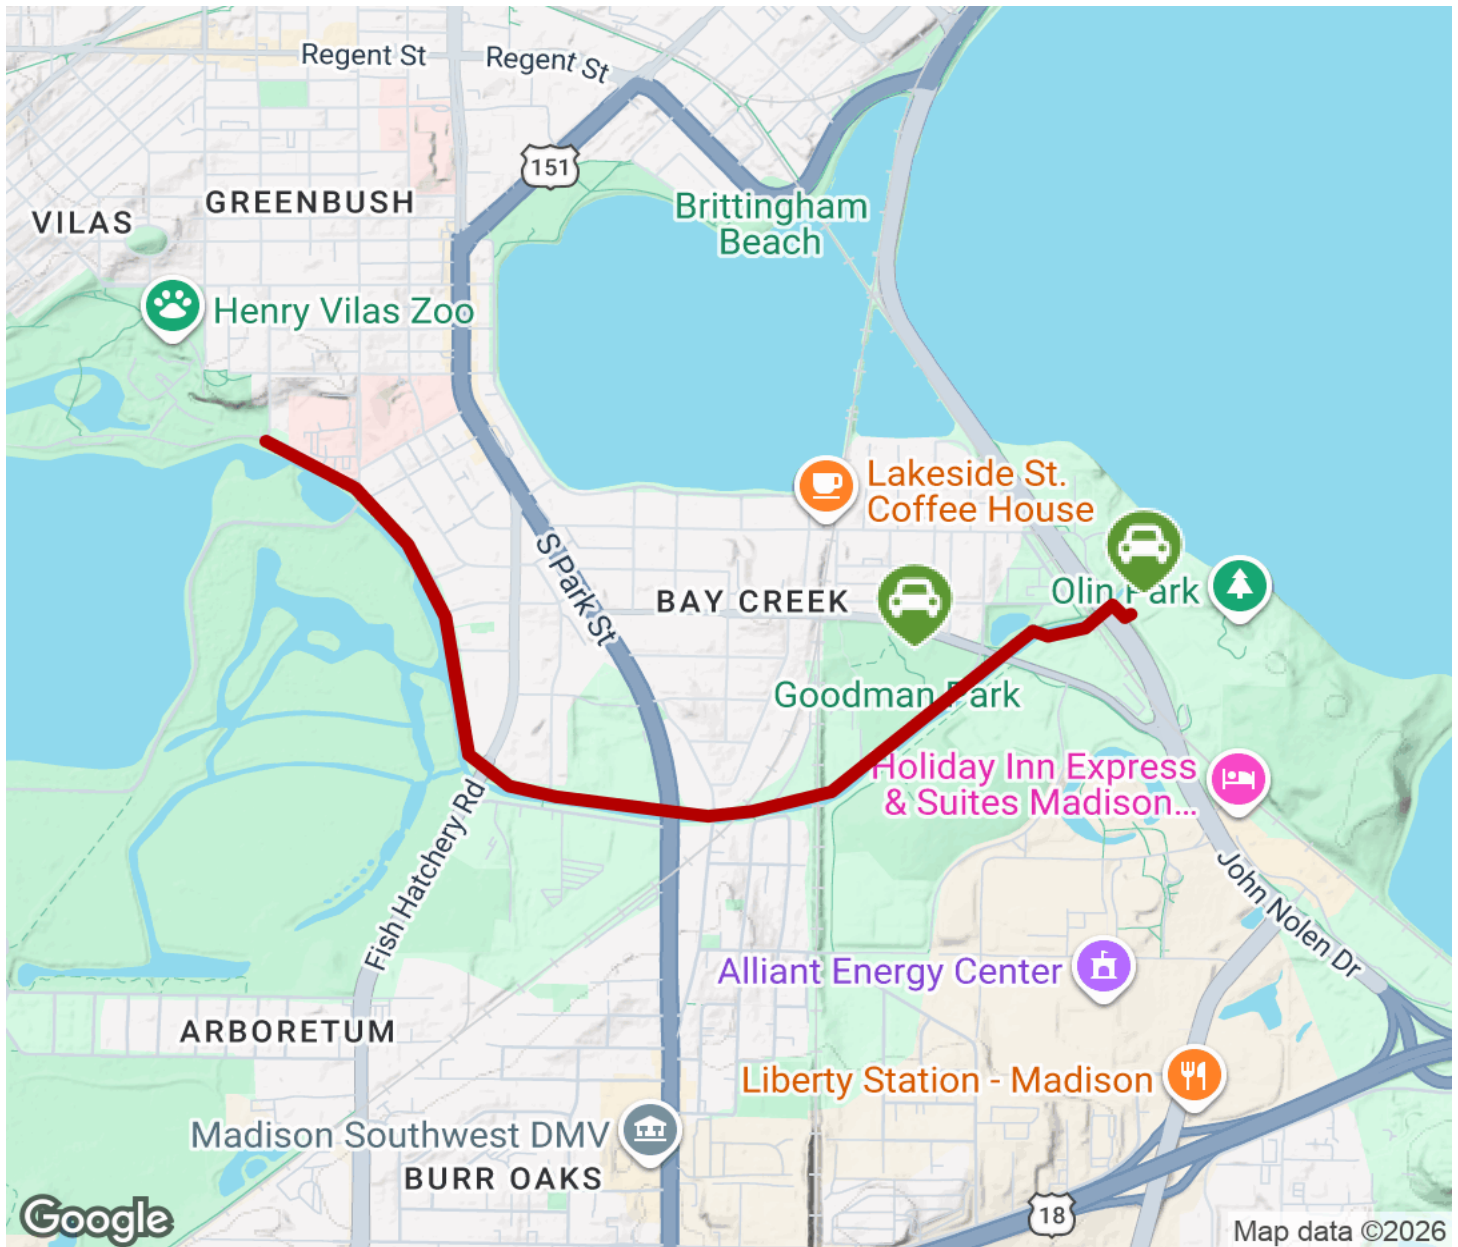 Regent St
Regent St
151
GREENBUSH
VILAS
Brittingham
Beach
Henry Vilas Zoo
Lakeside St.
Coffee House
S Park St
BAY CREEK
Olin Park
Goodman Park
Holiday Inn Express
& Suites Madison...
Fish Hatchery Rd
John Nolen Dr
Alliant Energy Center
ARBORETUM
Liberty Station - Madison
Madison Southwest DMV
BURR OAKS
18
Google
Map data ©2026